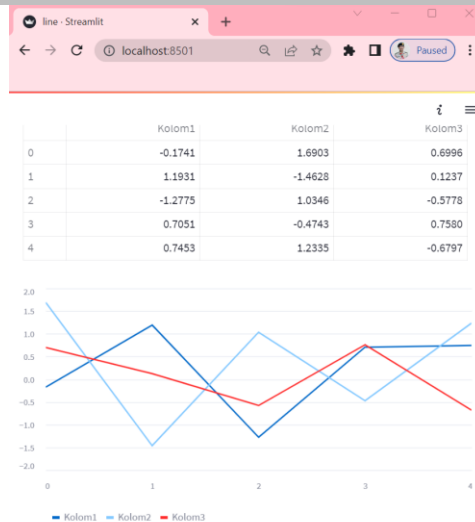 line · Streamlit
localhost:8501
Paused
Kolom1 Kolom2 Kolom3
0 -0.1741 1.6903 0.6996
1 1.1931 -1.4628 0.1237
2 -1.2775 1.0346 -0.5778
3 0.7051 -0.4743 0.7580
4 0.7453 1.2335 -0.6797
2.0
1.5
1.0
0.5
0.0
−0.5
−1.0
−1.5
−2.0
0 1 2 3 4
Kolom1 Kolom2 Kolom3